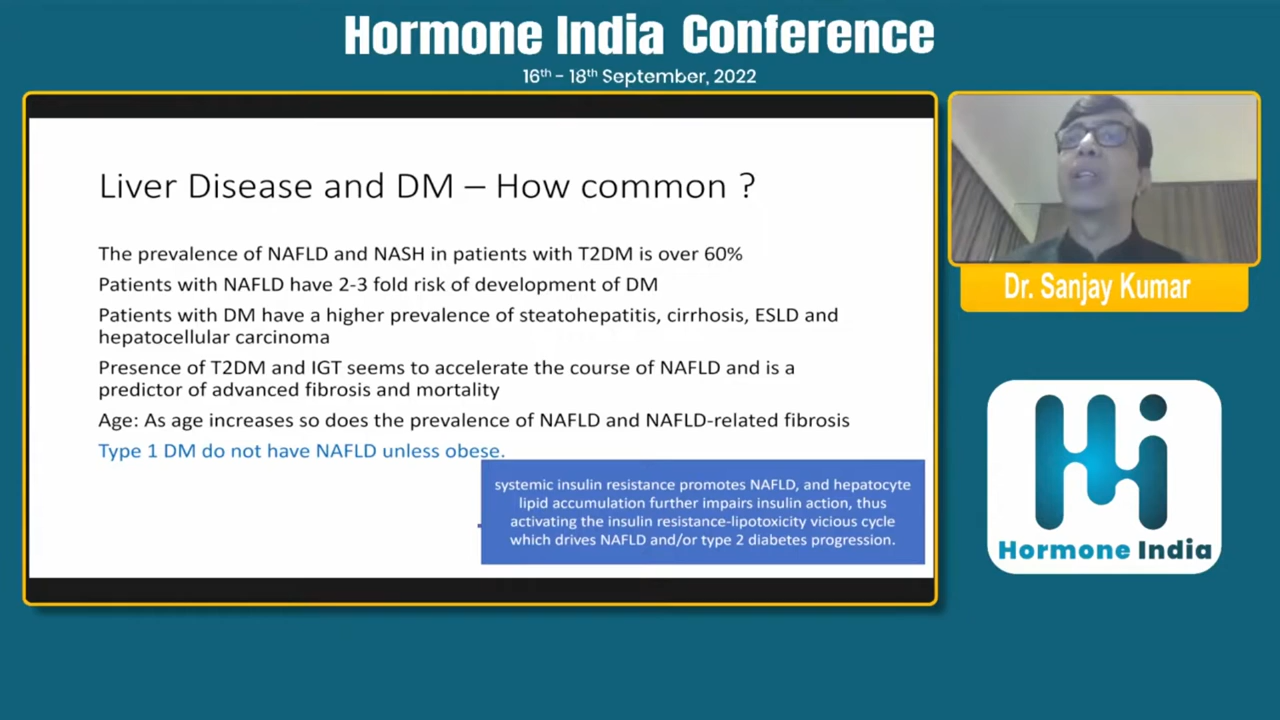 Hormone India Conference
16th - 18th September, 2022
Liver Disease and DM – How common ?
The prevalence of NAFLD and NASH in patients with T2DM is over 60%
Patients with NAFLD have 2-3 fold risk of development of DM
Patients with DM have a higher prevalence of steatohepatitis, cirrhosis, ESLD and
hepatocellular carcinoma
Presence of T2DM and IGT seems to accelerate the course of NAFLD and is a
predictor of advanced fibrosis and mortality
Age: As age increases so does the prevalence of NAFLD and NAFLD-related fibrosis
Type 1 DM do not have NAFLD unless obese.
systemic insulin resistance promotes NAFLD, and hepatocyte
lipid accumulation further impairs insulin action, thus
activating the insulin resistance-lipotoxicity vicious cycle
which drives NAFLD and/or type 2 diabetes progression.
Dr. Sanjay Kumar
Hi
Hormone India